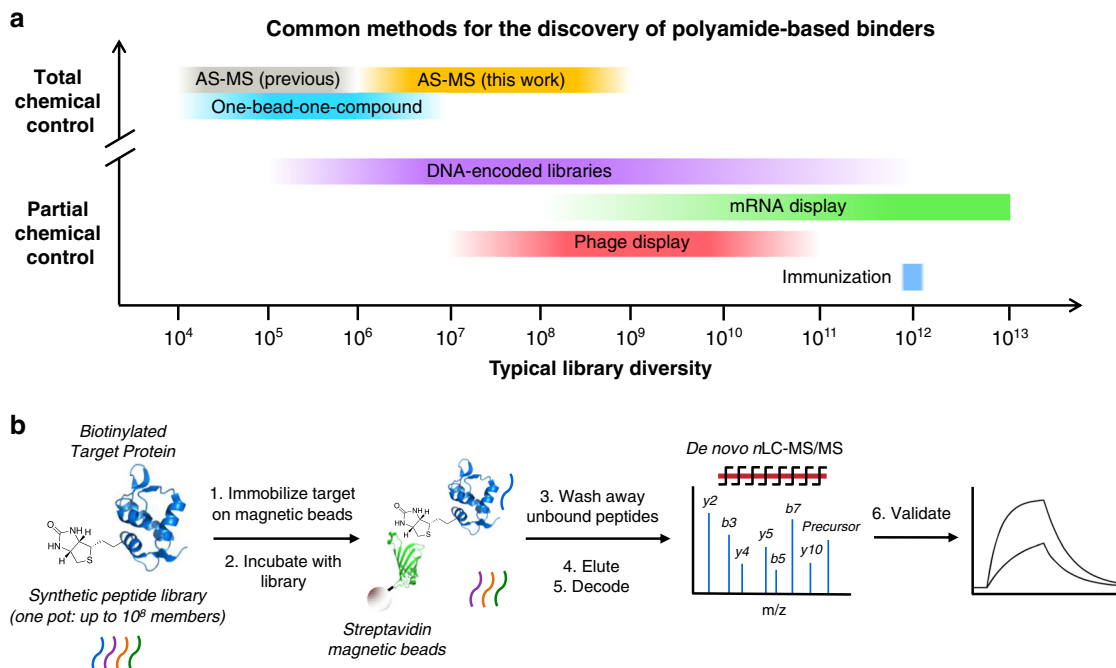 a
Common methods for the discovery of polyamide-based binders
Total
chemical
control
AS-MS (previous)
AS-MS (this work)
One-bead-one-compound
DNA-encoded libraries
Partial
chemical
control
mRNA display
Phage display
Immunization
10⁴
10⁵
10⁶
10⁷
10⁸
10⁹
10¹⁰
10¹¹
10¹²
10¹³
Typical library diversity
b
Biotinylated
Target Protein
O
NH
HN
H
H
S
Synthetic peptide library
(one pot: up to 10⁸ members)
1. Immobilize target
on magnetic beads
2. Incubate with
library
O
NH
HN
H
H
S
Streptavidin
magnetic beads
3. Wash away
unbound peptides
4. Elute
5. Decode
De novo nLC-MS/MS
y2
b3
y4
y5
b5
b7
y10
Precursor
m/z
6. Validate